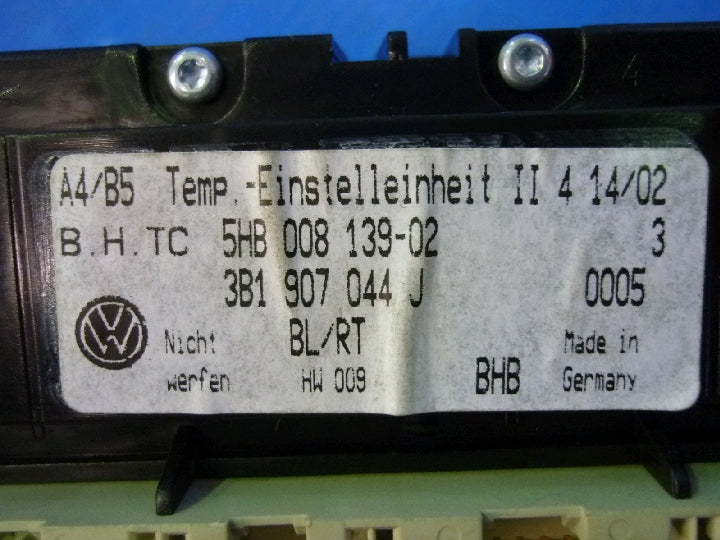 A4/B5 Temp.-Einstelleinheit II 4 14/02
B.H.TC 5HB 008 139-02 3
3B1 907 044 J 0005
Nicht BL/RT Made in
werfen HW 009 BHB Germany
4